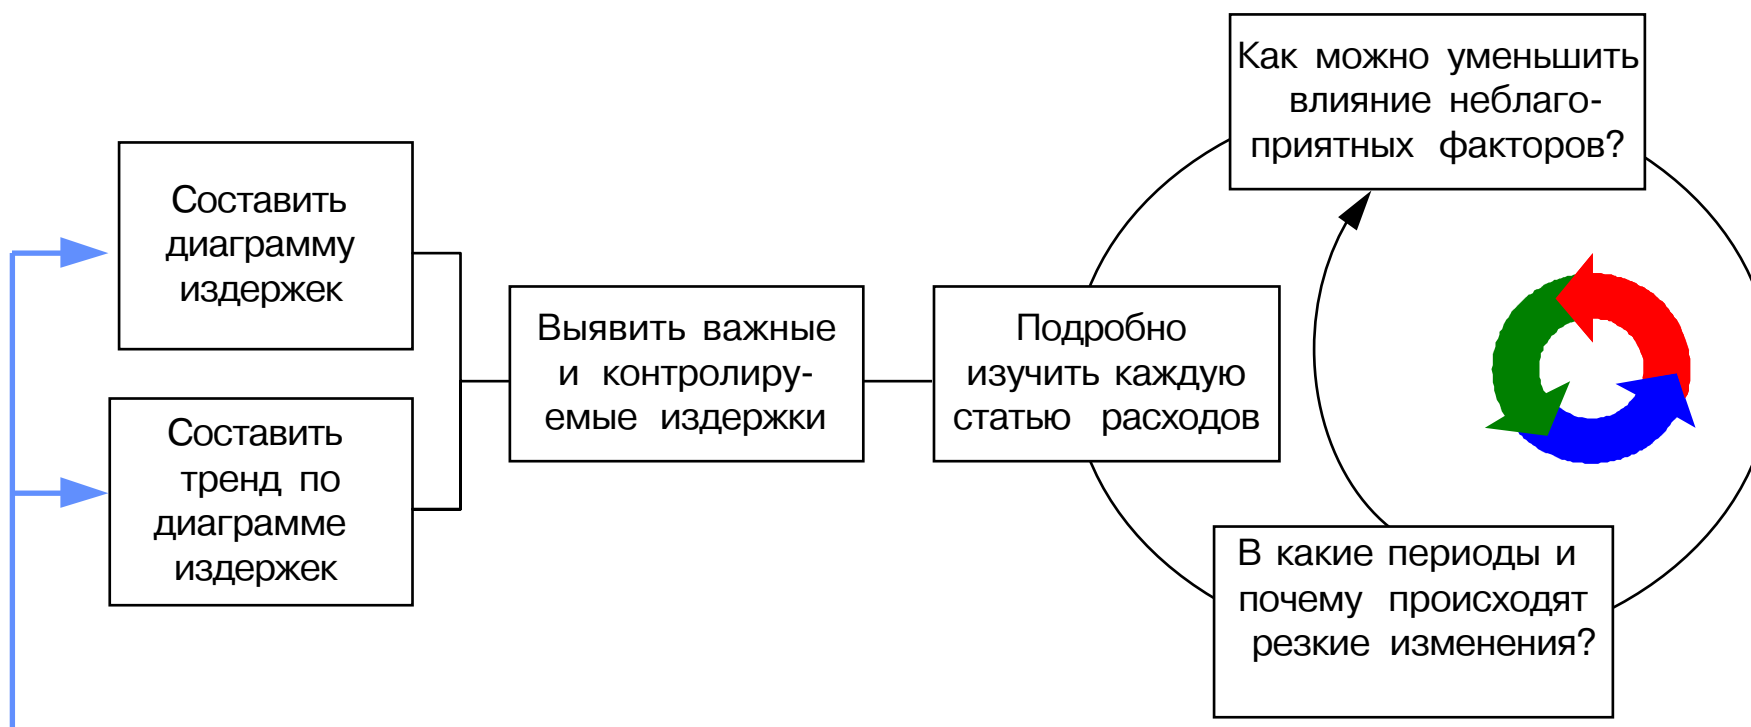 Составить
диаграмму
издержек
Составить
тренд по
диаграмме
издержек
Выявить важные
и контролиру-
емые издержки
Подробно
изучить каждую
статью расходов
Как можно уменьшить
влияние неблаго-
приятных факторов?
В какие периоды и
почему происходят
резкие изменения?